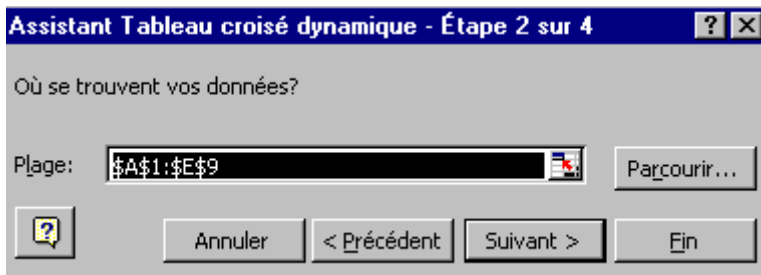 Assistant Tableau croisé dynamique - Étape 2 sur 4
Où se trouvent vos données?
Plage: $A$1:$E$9 Parcourir...
Annuler < Précédent Suivant > Fin